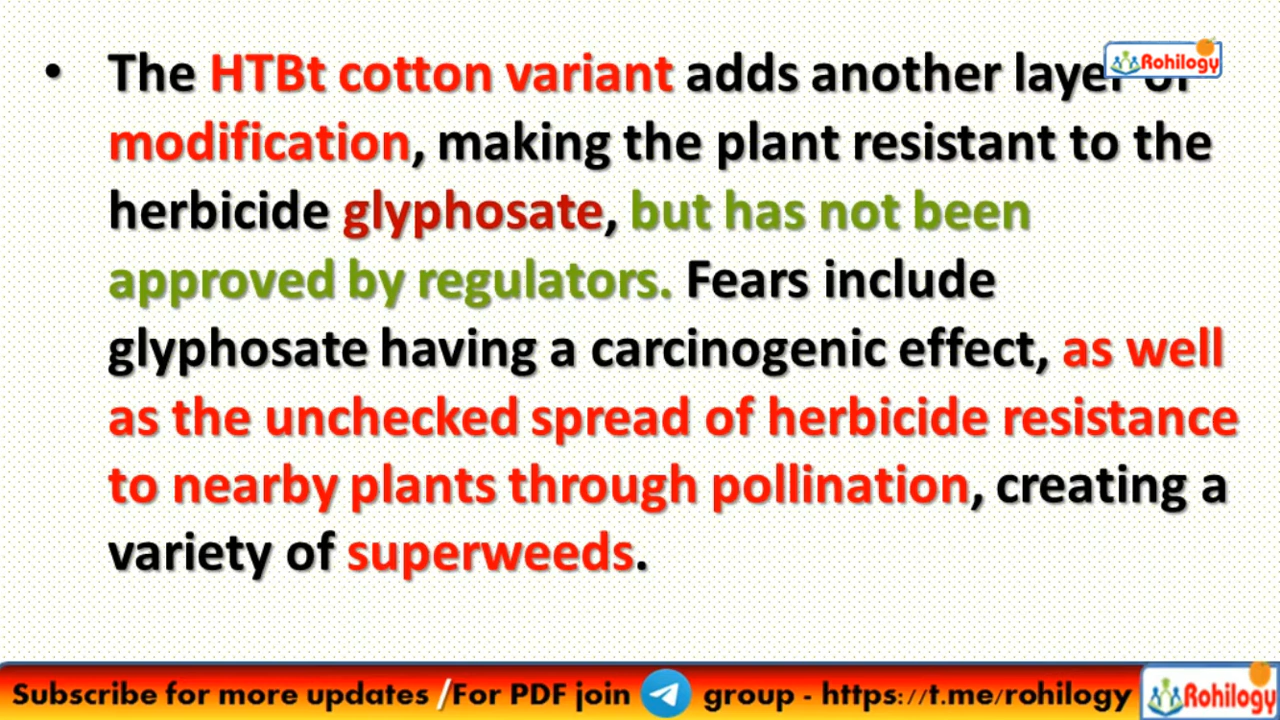 • The HTBt cotton variant adds another layer of
Rohilogy
modification, making the plant resistant to the
herbicide glyphosate, but has not been
approved by regulators. Fears include
glyphosate having a carcinogenic effect, as well
as the unchecked spread of herbicide resistance
to nearby plants through pollination, creating a
variety of superweeds.
Subscribe for more updates /For PDF join group - https://t.me/rohilogy
Rohilogy